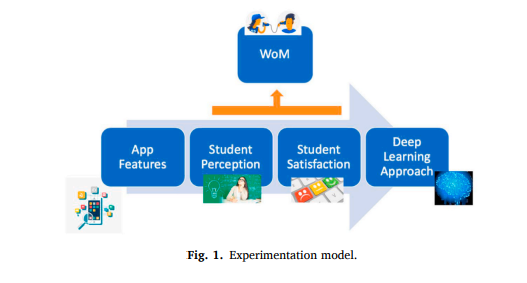 WoM
App
Features
Student
Perception
Student
Satisfaction
Deep
Learning
Approach
Fig. 1. Experimentation model.